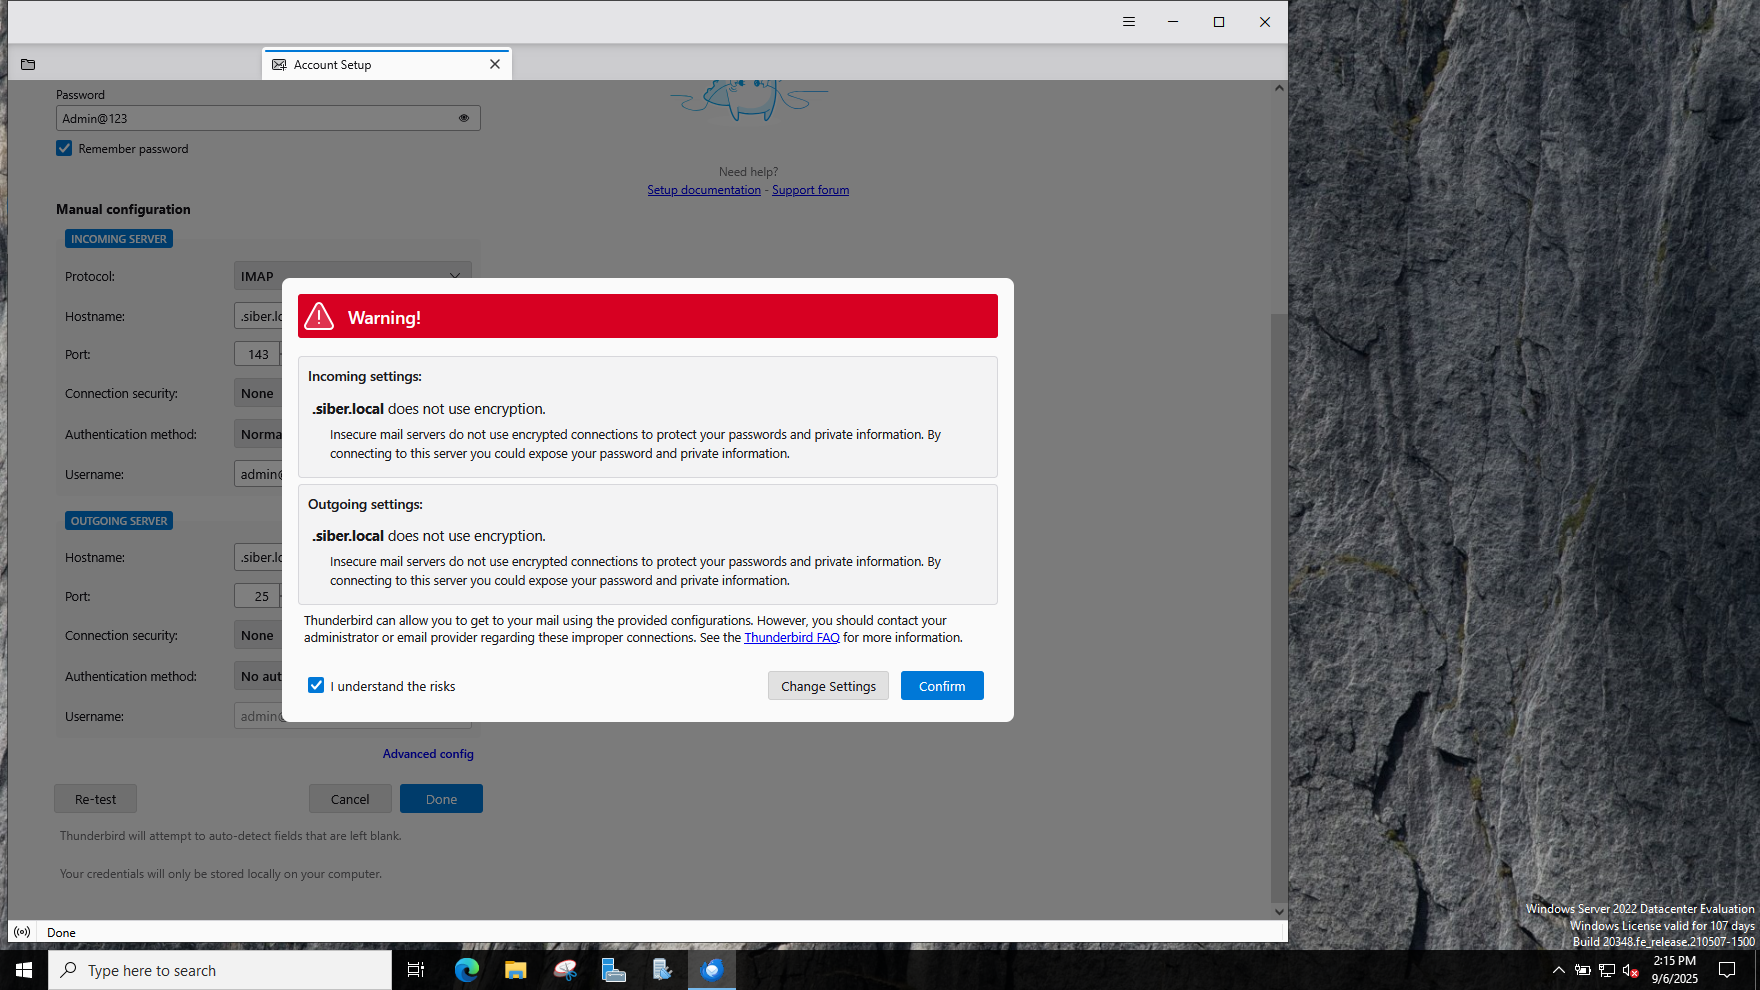 Account Setup
Password
Admin@123
Remember password
Need help?
Setup documentation - Support forum
Manual configuration
INCOMING SERVER
Protocol:
IMAP
Hostname:
.siber.lo
Port:
143
Connection security:
None
Authentication method:
Norma
Username:
admin@
OUTGOING SERVER
Hostname:
.siber.lo
Port:
25
Connection security:
None
Authentication method:
No aut
Username:
admin@
Advanced config
Re-test
Cancel
Done
Thunderbird will attempt to auto-detect fields that are left blank.
Your credentials will only be stored locally on your computer.
Warning!
Incoming settings:
.siber.local does not use encryption.
Insecure mail servers do not use encrypted connections to protect your passwords and private information. By
connecting to this server you could expose your password and private information.
Outgoing settings:
.siber.local does not use encryption.
Insecure mail servers do not use encrypted connections to protect your passwords and private information. By
connecting to this server you could expose your password and private information.
Thunderbird can allow you to get to your mail using the provided configurations. However, you should contact your
administrator or email provider regarding these improper connections. See the Thunderbird FAQ for more information.
I understand the risks
Change Settings
Confirm
Done
Windows Server 2022 Datacenter Evaluation
Windows License valid for 107 days
Build 20348.fe_release.210507-1500
Type here to search
2:15 PM
9/6/2025